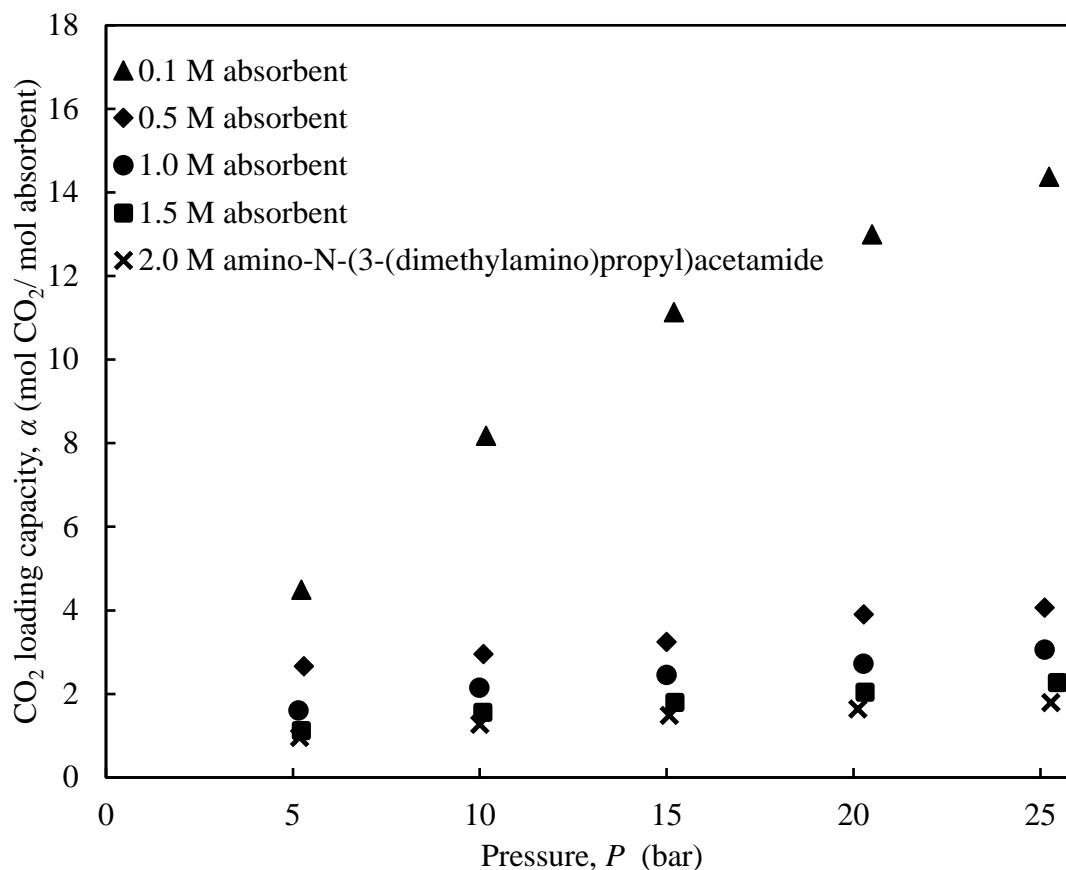 18
16
14
12
10
8
6
4
2
0
CO₂ loading capacity, α (mol CO₂/ mol absorbent)
0.1 M absorbent
0.5 M absorbent
1.0 M absorbent
1.5 M absorbent
2.0 M amino-N-(3-(dimethylamino)propyl)acetamide
0 5 10 15 20 25
Pressure, P (bar)